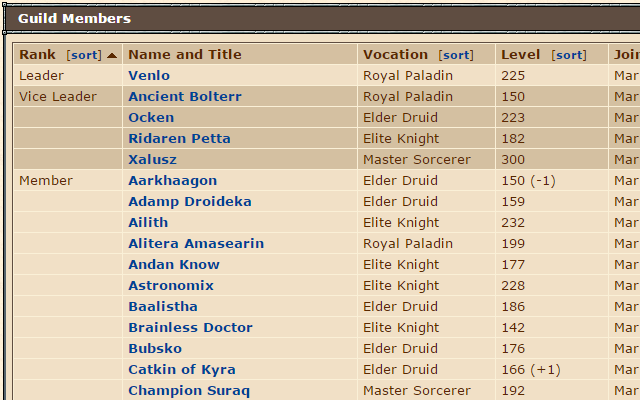 Guild Members
Rank [sort] Name and Title Vocation [sort] Level [sort] Join
Leader Venlo Royal Paladin 225 Mar
Vice Leader Ancient Bolterr Royal Paladin 150 Mar
Ocken Elder Druid 223 Mar
Ridaren Petta Elite Knight 182 Mar
Xalusz Master Sorcerer 300 Mar
Member Aarkhaagon Elder Druid 150 (-1) Mar
Adamp Droideka Elder Druid 159 Mar
Ailith Elite Knight 232 Mar
Alitera Amasearin Royal Paladin 199 Mar
Andan Know Elite Knight 177 Mar
Astronomix Elite Knight 228 Mar
Baalistha Elder Druid 186 Mar
Brainless Doctor Elite Knight 142 Mar
Bubsko Elder Druid 176 Mar
Catkin of Kyra Elder Druid 166 (+1) Mar
Champion Suraq Master Sorcerer 192 Mar